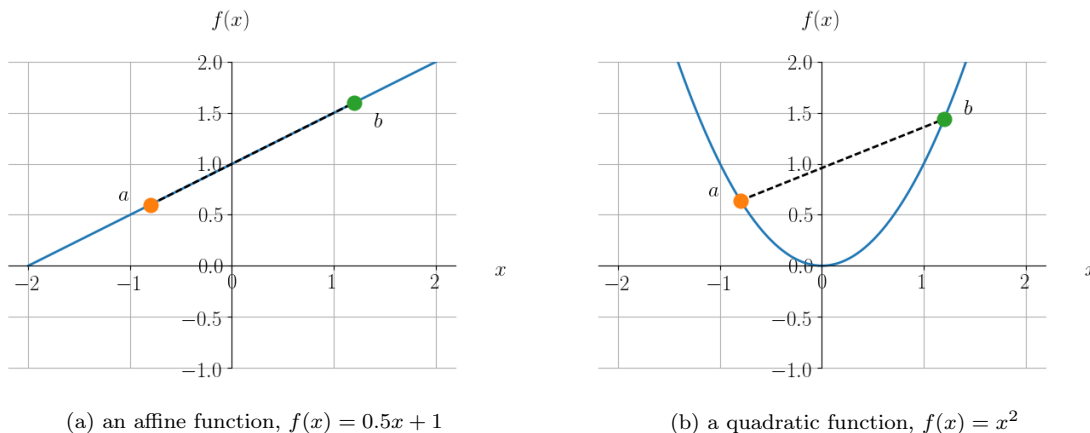 f(x)
2.0
1.5
b
1.0
a
0.5
0.0
x
−2 −1 0 1 2
−0.5
−1.0
(a) an affine function, f(x) = 0.5x + 1
f(x)
2.0
b
1.5
1.0
a
0.5
0.0
x
−2 −1 0 1 2
−0.5
−1.0
(b) a quadratic function, f(x) = x²